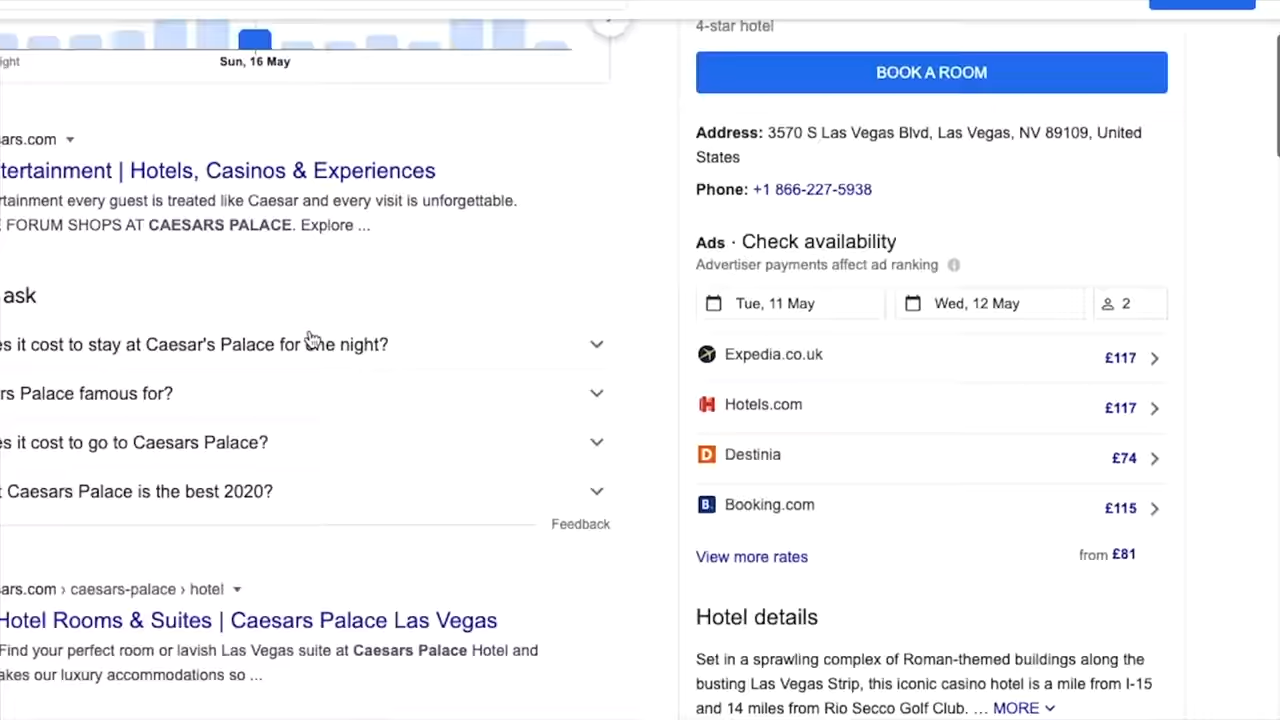 ight
Sun, 16 May
ars.com
tertainment | Hotels, Casinos & Experiences
rtainment every guest is treated like Caesar and every visit is unforgettable.
E FORUM SHOPS AT CAESARS PALACE. Explore ...
ask
es it cost to stay at Caesar's Palace for one night?
rs Palace famous for?
es it cost to go to Caesars Palace?
t Caesars Palace is the best 2020?
Feedback
ars.com › caesars-palace › hotel
Hotel Rooms & Suites | Caesars Palace Las Vegas
Find your perfect room or lavish Las Vegas suite at Caesars Palace Hotel and
akes our luxury accommodations so ...
4-star hotel
BOOK A ROOM
Address: 3570 S Las Vegas Blvd, Las Vegas, NV 89109, United
States
Phone: +1 866-227-5938
Ads · Check availability
Advertiser payments affect ad ranking
Tue, 11 May
Wed, 12 May
2
Expedia.co.uk £117
Hotels.com £117
Destinia £74
Booking.com £115
View more rates from £81
Hotel details
Set in a sprawling complex of Roman-themed buildings along the
busting Las Vegas Strip, this iconic casino hotel is a mile from I-15
and 14 miles from Rio Secco Golf Club. ... MORE